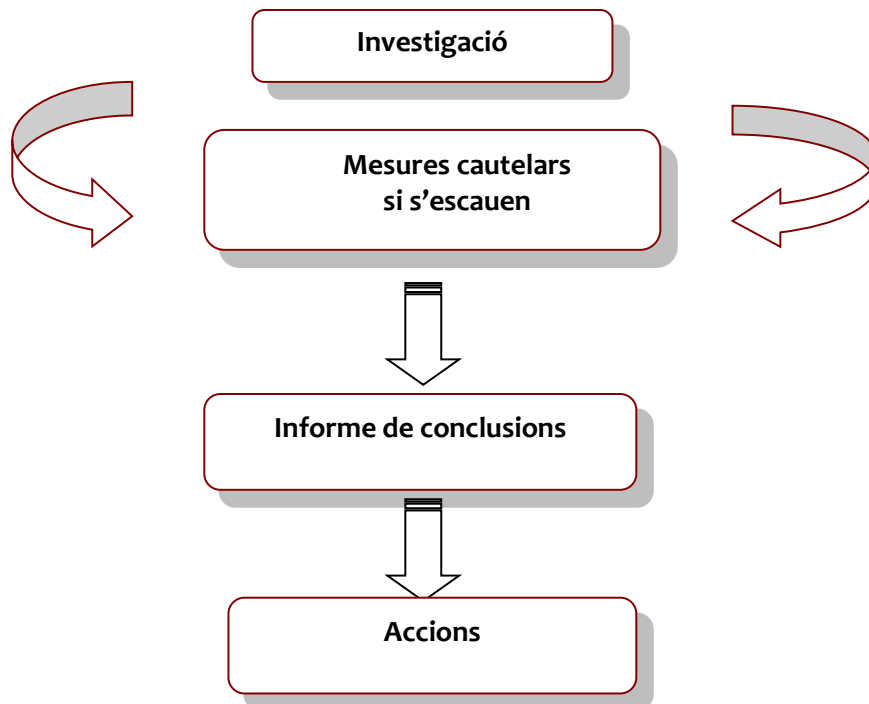 Investigació
Mesures cautelars
si s’escauen
Informe de conclusions
Accions